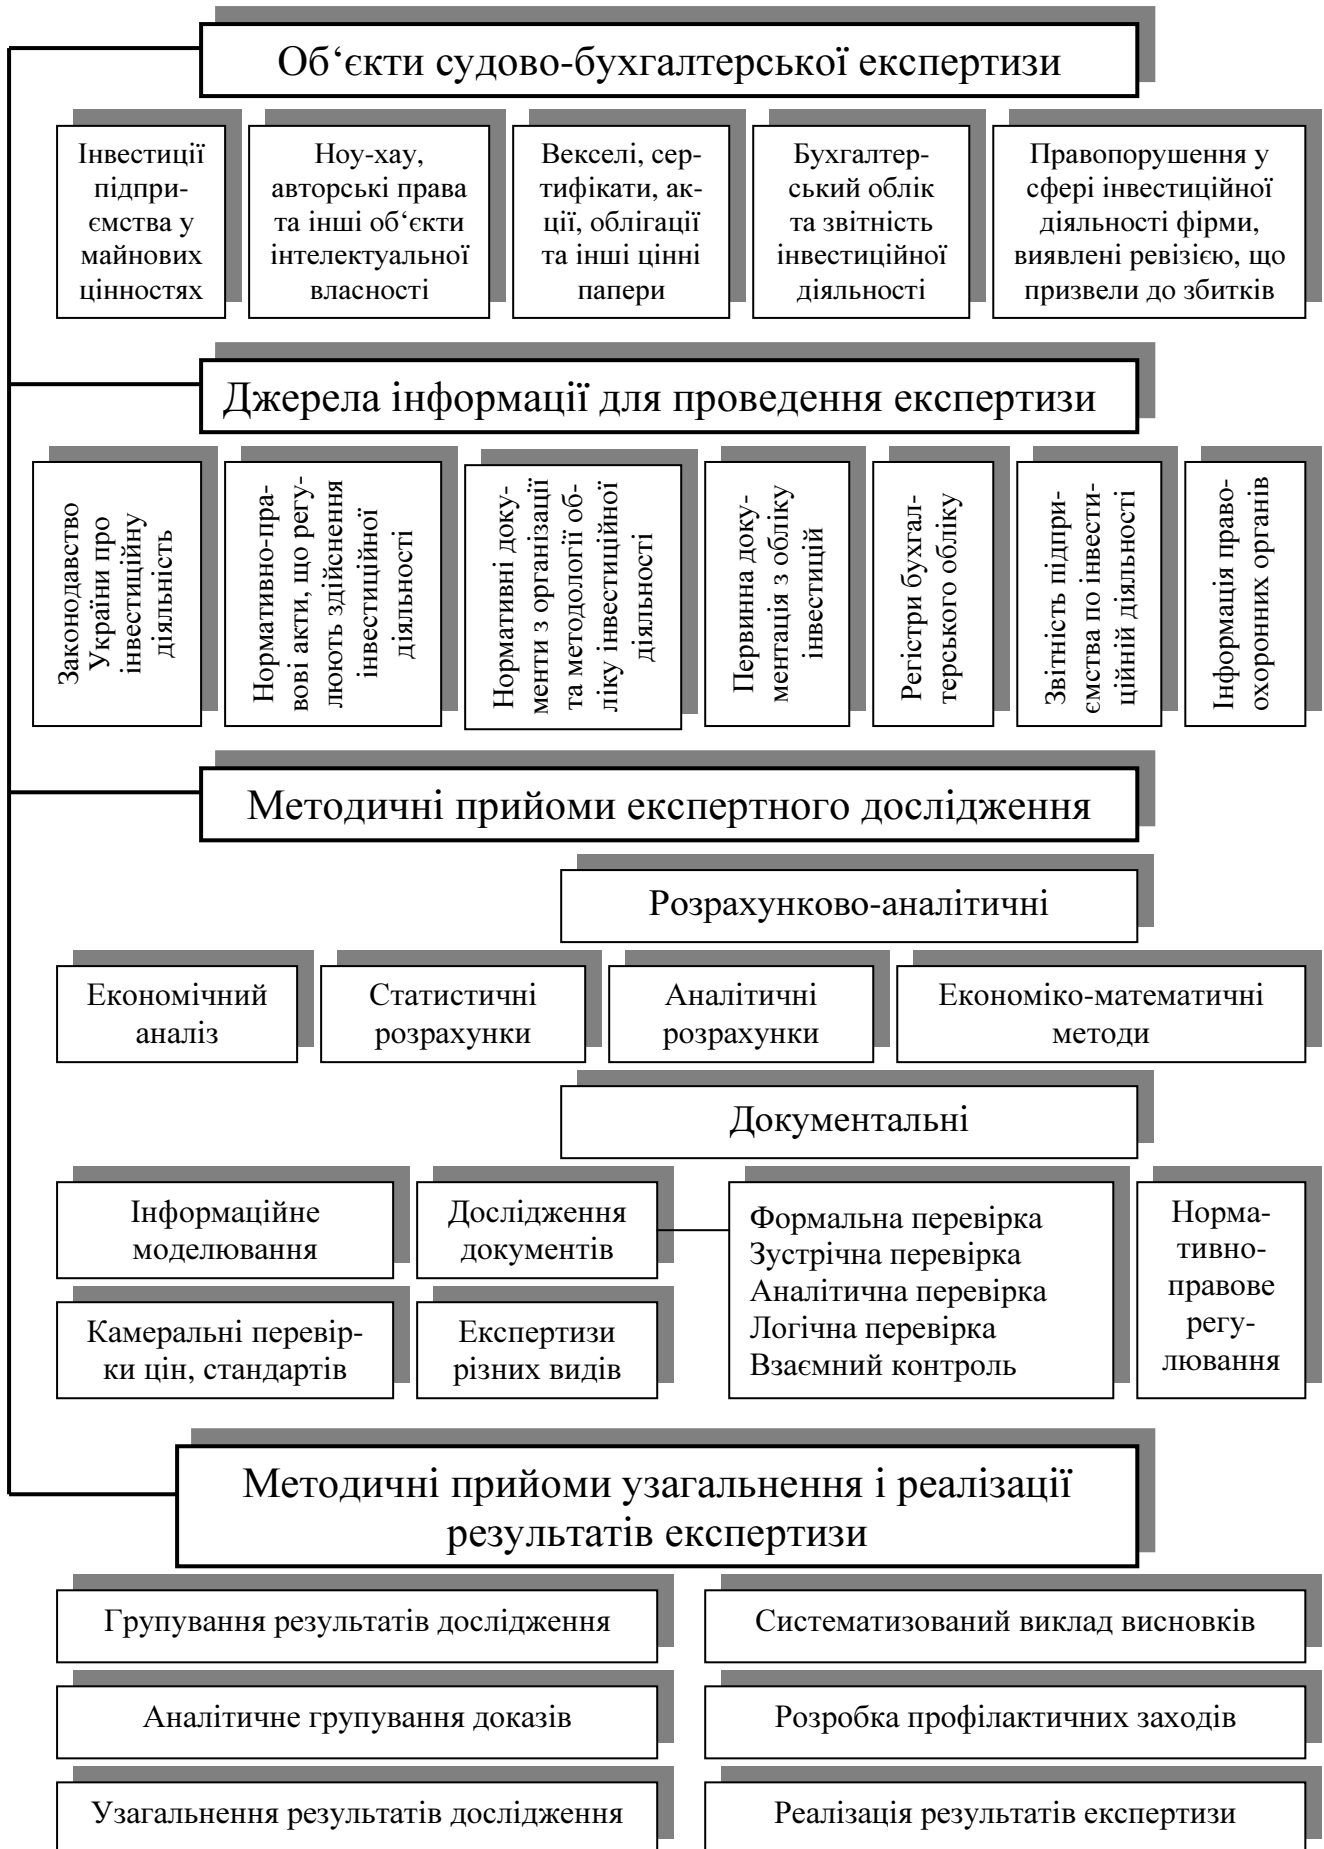 Об‘єкти судово-бухгалтерської експертизи
Інвестиції
підпри-
ємства у
майнових
цінностях
Ноу-хау,
авторські права
та інші об‘єкти
інтелектуальної
власності
Векселі, сер-
тифікати, ак-
ції, облігації
та інші цінні
папери
Бухгалтер-
ський облік
та звітність
інвестиційної
діяльності
Правопорушення у
сфері інвестиційної
діяльності фірми,
виявлені ревізією, що
призвели до збитків
Джерела інформації для проведення експертизи
Законодавство
України про
інвестиційну
діяльність
Нормативно-пра-
вові акти, що регу-
люють здійснення
інвестиційної
діяльності
Нормативні доку-
менти з організації
та методології об-
ліку інвестиційної
діяльності
Первинна доку-
ментація з обліку
інвестицій
Регістри бухгал-
терського обліку
Звітність підпри-
ємства по інвести-
ційній діяльності
Інформація право-
охоронних органів
Методичні прийоми експертного дослідження
Розрахунково-аналітичні
Економічний
аналіз
Статистичні
розрахунки
Аналітичні
розрахунки
Економіко-математичні
методи
Документальні
Інформаційне
моделювання
Дослідження
документів
Формальна перевірка
Зустрічна перевірка
Аналітична перевірка
Логічна перевірка
Взаємний контроль
Норма-
тивно-
правове
регу-
лювання
Камеральні перевір-
ки цін, стандартів
Експертизи
різних видів
Методичні прийоми узагальнення і реалізації
результатів експертизи
Групування результатів дослідження
Систематизований виклад висновків
Аналітичне групування доказів
Розробка профілактичних заходів
Узагальнення результатів дослідження
Реалізація результатів експертизи